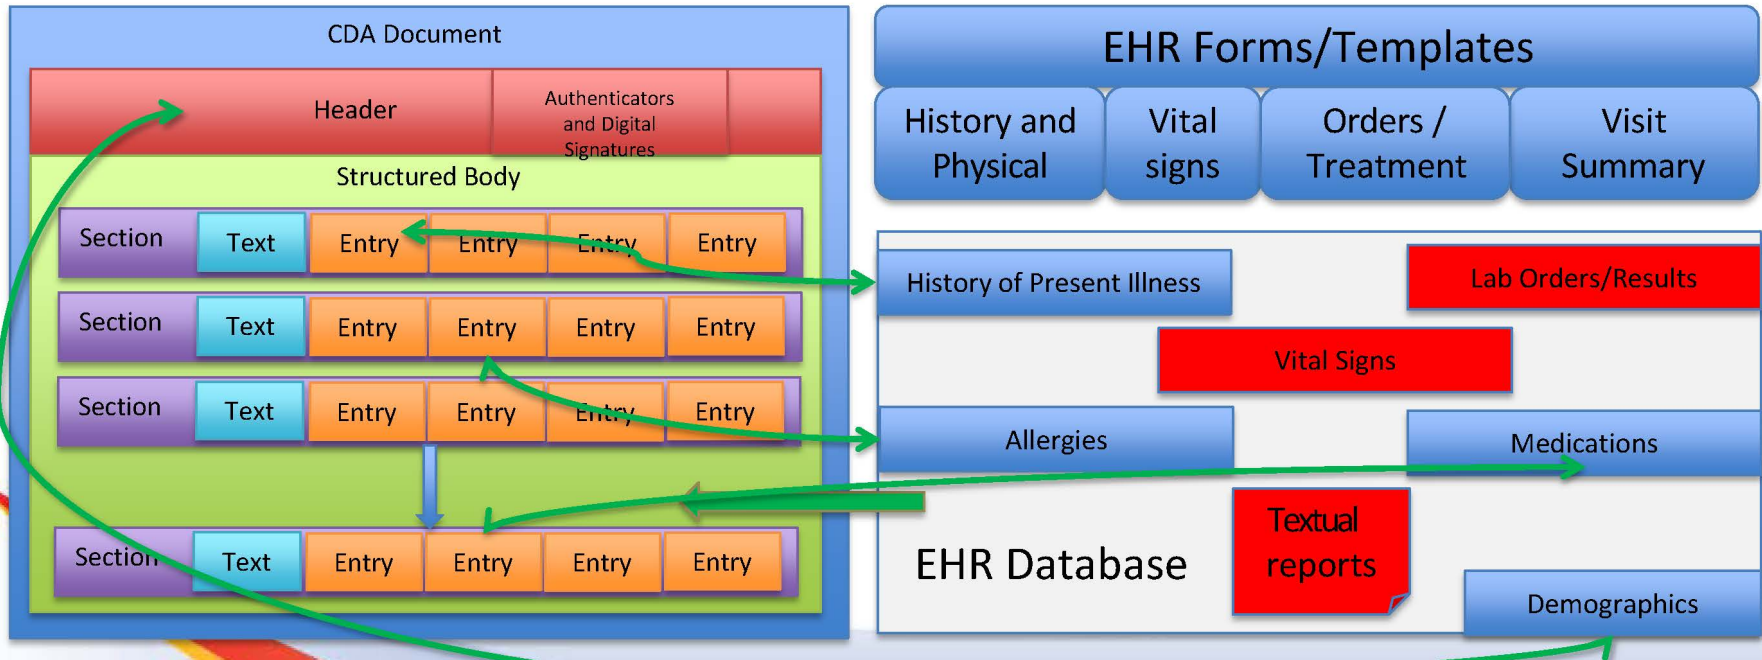 CDA Document
Header
Authenticators
and Digital
Signatures
Structured Body
Section Text Entry Entry Entry Entry
Section Text Entry Entry Entry Entry
Section Text Entry Entry Entry Entry
Section Text Entry Entry Entry Entry
EHR Forms/Templates
History and
Physical
Vital
signs
Orders /
Treatment
Visit
Summary
History of Present Illness
Lab Orders/Results
Vital Signs
Allergies
Medications
Textual
reports
EHR Database
Demographics